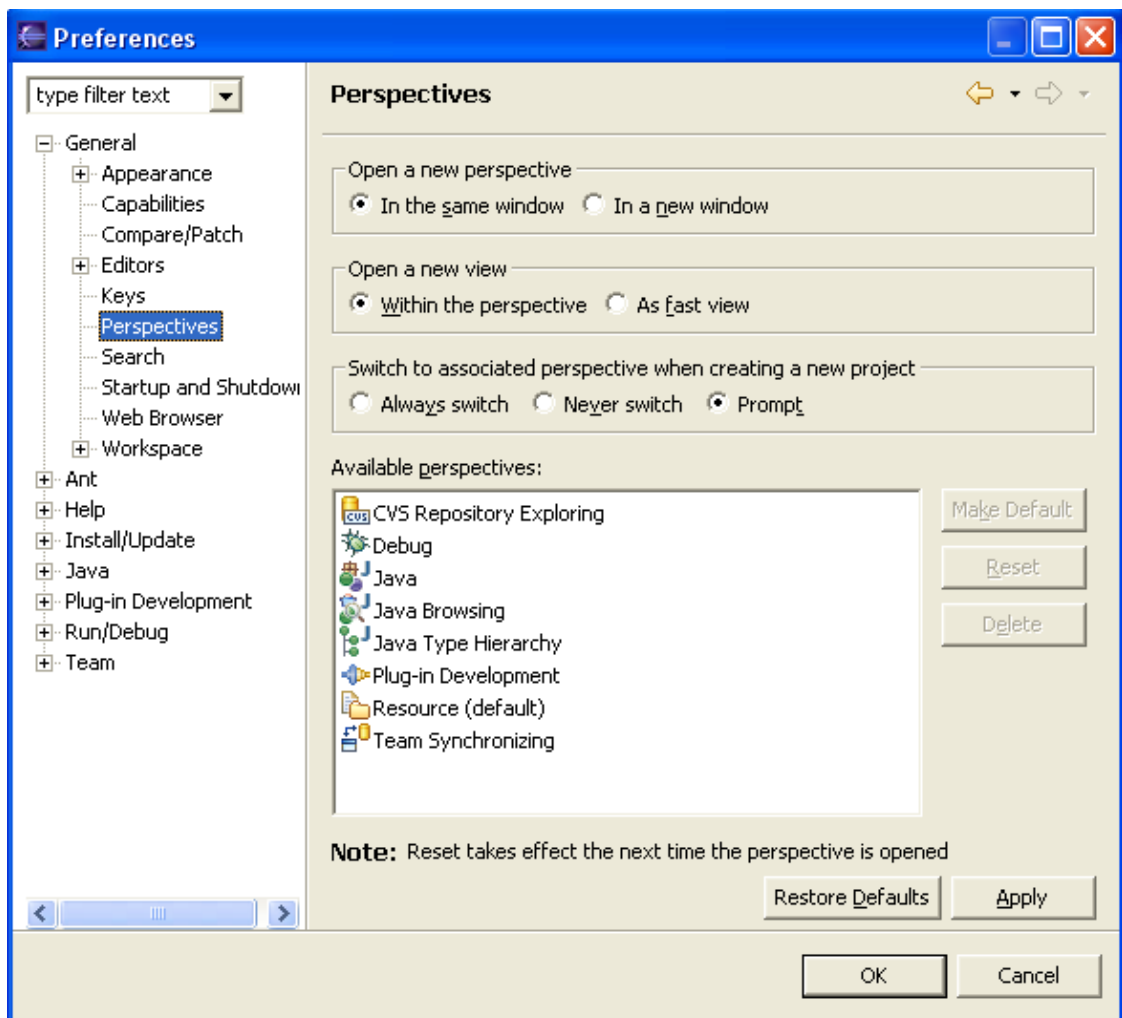 Preferences
type filter text
General
Appearance
Capabilities
Compare/Patch
Editors
Keys
Perspectives
Search
Startup and Shutdow
Web Browser
Workspace
Ant
Help
Install/Update
Java
Plug-in Development
Run/Debug
Team
Perspectives
Open a new perspective
In the same window In a new window
Open a new view
Within the perspective As fast view
Switch to associated perspective when creating a new project
Always switch Never switch Prompt
Available perspectives:
CVS Repository Exploring
Debug
Java
Java Browsing
Java Type Hierarchy
Plug-in Development
Resource (default)
Team Synchronizing
Make Default
Reset
Delete
Note: Reset takes effect the next time the perspective is opened
Restore Defaults Apply
OK Cancel